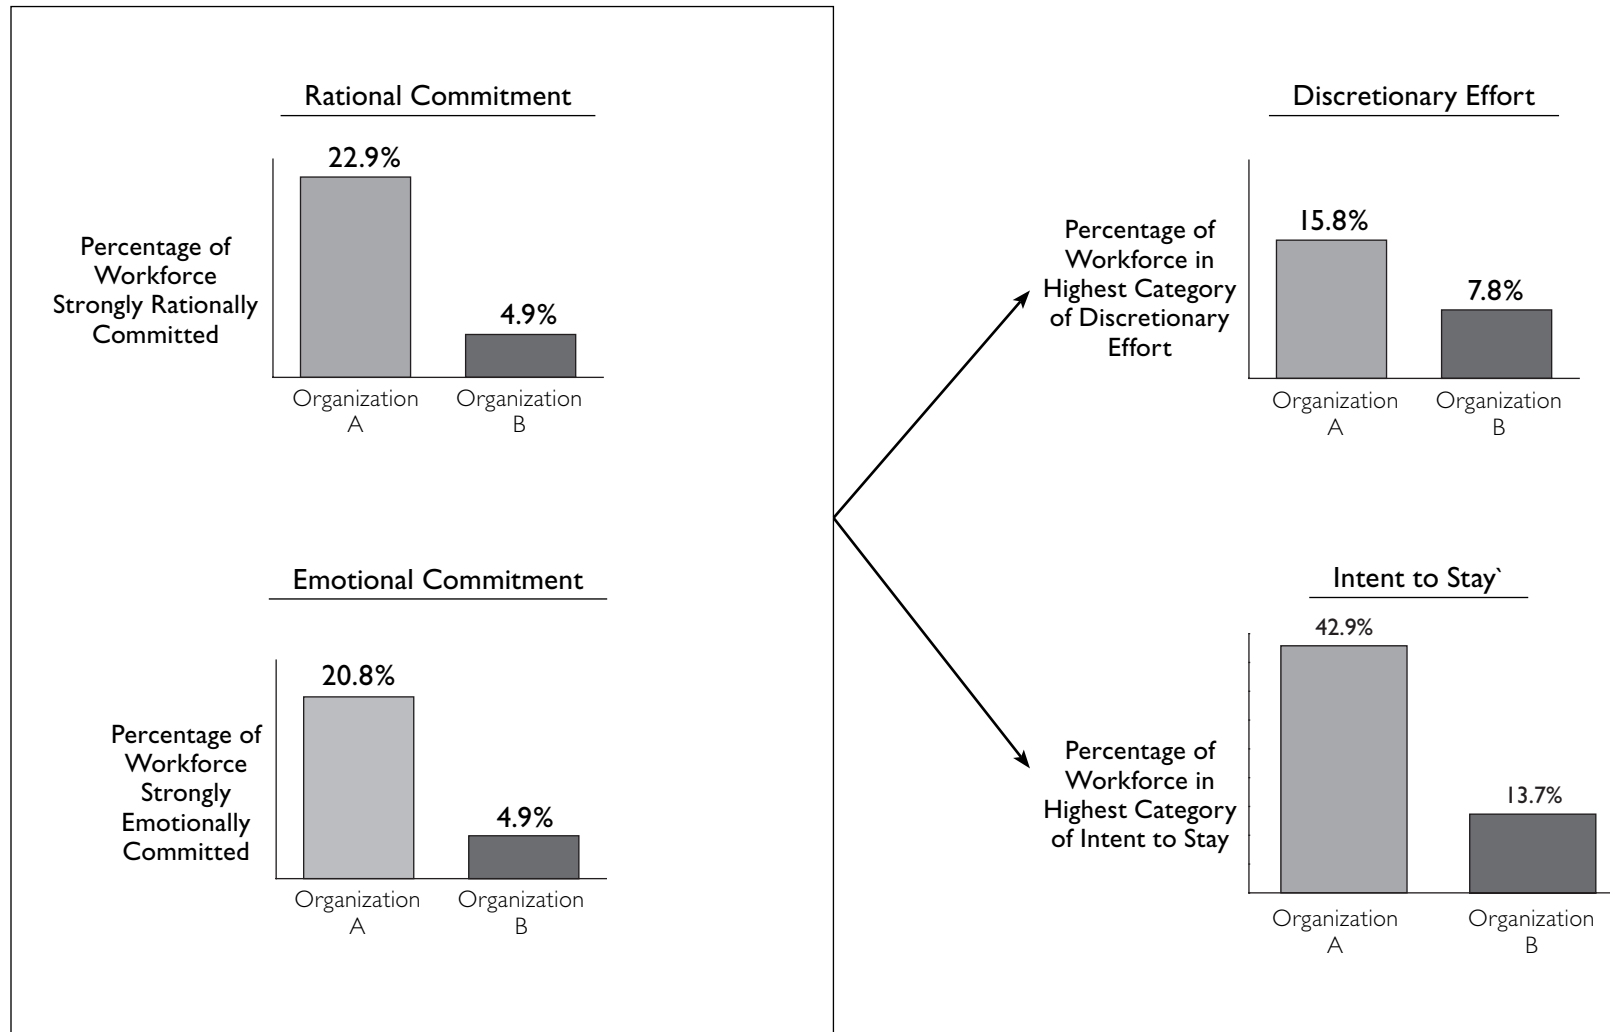 Rational Commitment
22.9%
Percentage of
Workforce
Strongly Rationally
Committed
4.9%
Organization
A
Organization
B
Emotional Commitment
20.8%
Percentage of
Workforce
Strongly
Emotionally
Committed
4.9%
Organization
A
Organization
B
Discretionary Effort
15.8%
Percentage of
Workforce in
Highest Category
of Discretionary
Effort
7.8%
Organization
A
Organization
B
Intent to Stay`
42.9%
Percentage of
Workforce in
Highest Category
of Intent to Stay
13.7%
Organization
A
Organization
B